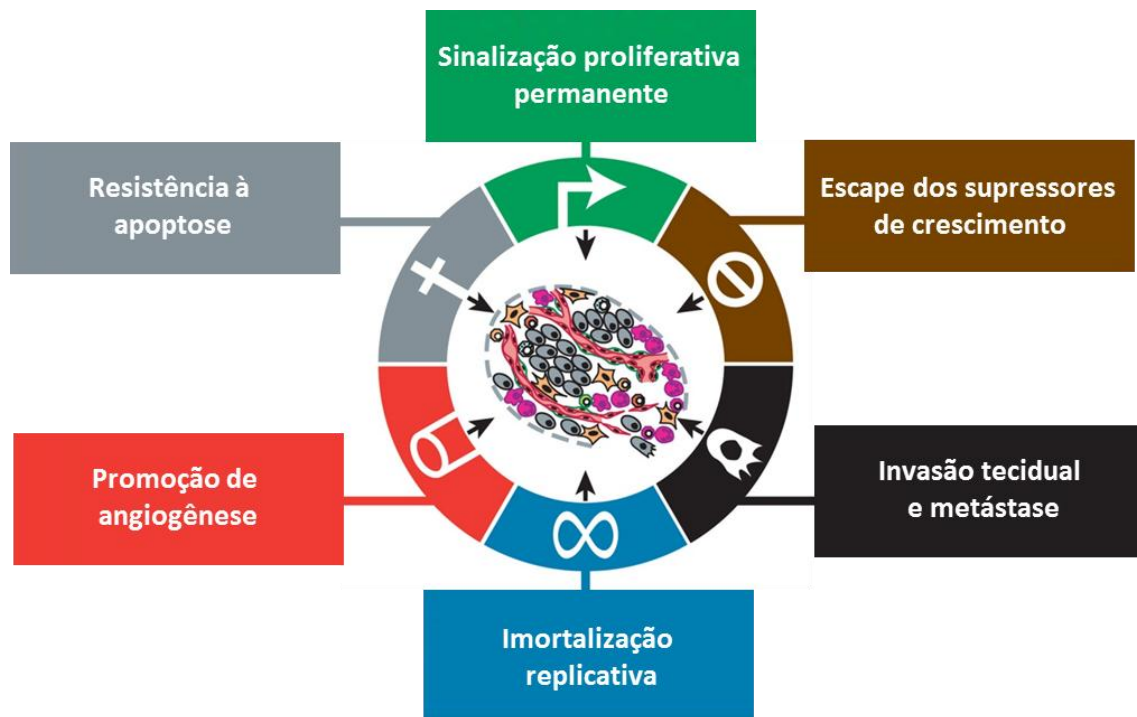 Sinalização proliferativa
permanente
Resistência à
apoptose
Escape dos supressores
de crescimento
Promoção de
angiogênese
Invasão tecidual
e metástase
Imortalização
replicativa